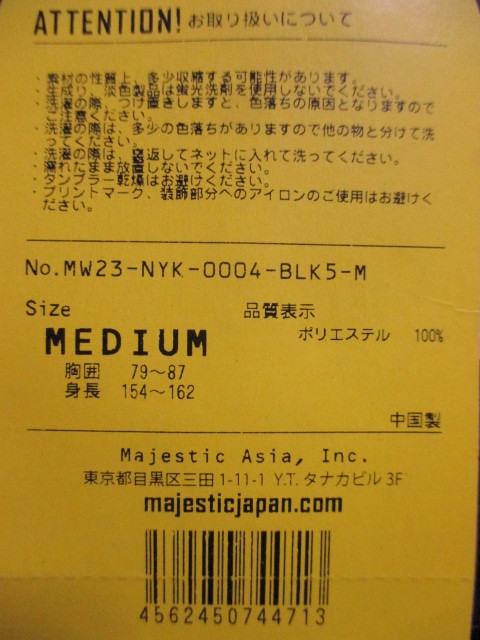 ATTENTION! お取り扱いについて
・素材の性質上、多少収縮する可能性があります。
・生成り、淡色製品は蛍光洗剤を使用しないでください。
・洗濯の際、つけ置きしますと、色落ちの原因となりますので
ご注意ください。
・洗濯の際は、多少の色落ちがありますので他の物と分けて洗
ってください。
・洗濯の際は、裏返してネットに入れて洗ってください。
・濡れたまま放置しないでください。
・タンブラー乾燥はお避けください。
・プリントマーク、装飾部分へのアイロンのご使用はお避けく
ださい。
No.MW23-NYK-0004-BLK5-M
Size 品質表示
MEDIUM ポリエステル 100%
胸囲 79〜87
身長 154〜162
中国製
Majestic Asia, Inc.
東京都目黒区三田1-11-1 Y.T. タナカビル 3F
majesticjapan.com
4562450744713